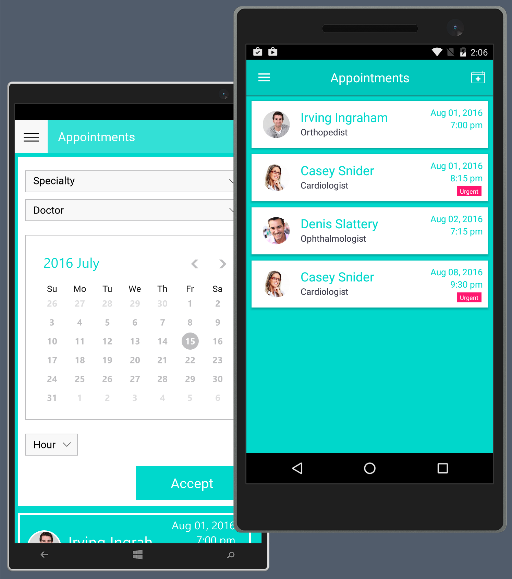 Appointments
Specialty
Doctor
2016 July
Su Mo Tu We Th Fr Sa
26 27 28 29 30 1 2
3 4 5 6 7 8 9
10 11 12 13 14 15 16
17 18 19 20 21 22 23
24 25 26 27 28 29 30
31 1 2 3 4 5 6
Hour
Accept
Aug 01, 2016
Irving Ingrah
7:00 pm
2:06
Appointments
Irving Ingraham
Orthopedist
Aug 01, 2016
7:00 pm
Casey Snider
Cardiologist
Aug 01, 2016
8:15 pm
Urgent
Denis Slattery
Ophthalmologist
Aug 02, 2016
7:15 pm
Casey Snider
Cardiologist
Aug 08, 2016
9:30 pm
Urgent